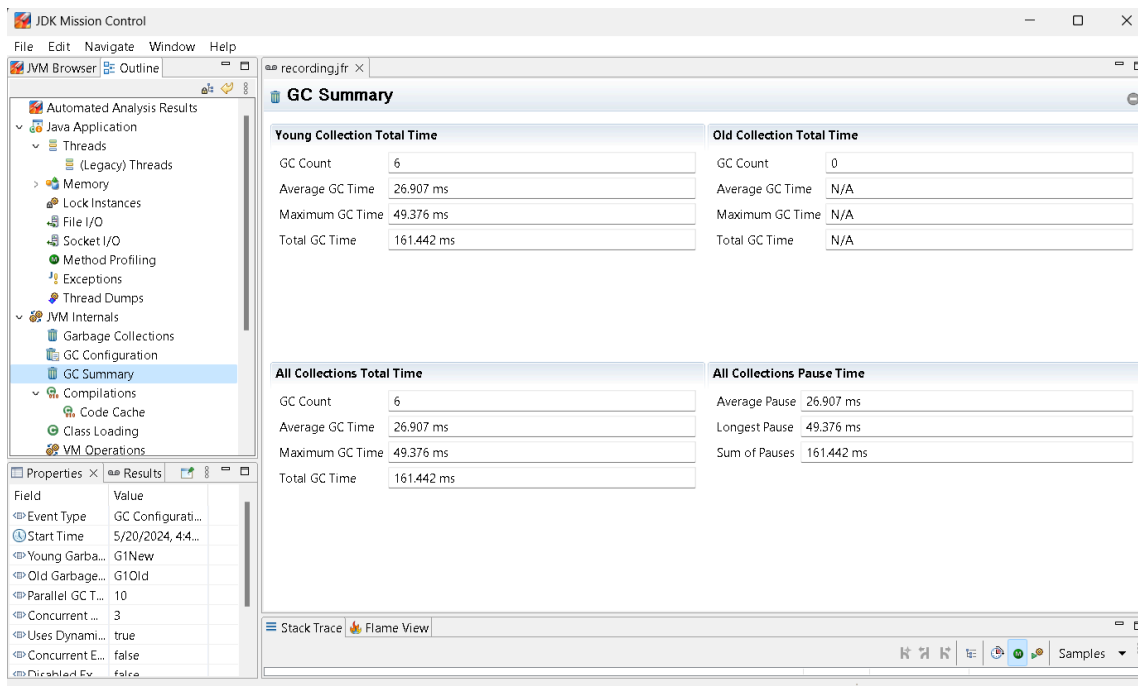 JDK Mission Control
File Edit Navigate Window Help
JVM Browser Outline
Automated Analysis Results
Java Application
Threads
(Legacy) Threads
Memory
Lock Instances
File I/O
Socket I/O
Method Profiling
Exceptions
Thread Dumps
JVM Internals
Garbage Collections
GC Configuration
GC Summary
Compilations
Code Cache
Class Loading
VM Operations
Properties Results
Field Value
Event Type GC Configurati...
Start Time 5/20/2024, 4:4...
Young Garba... G1New
Old Garbage... G1Old
Parallel GC T... 10
Concurrent ... 3
Uses Dynami... true
Concurrent E... false
Disabled Ex... false
recording.jfr
GC Summary
Young Collection Total Time
GC Count 6
Average GC Time 26.907 ms
Maximum GC Time 49.376 ms
Total GC Time 161.442 ms
Old Collection Total Time
GC Count 0
Average GC Time N/A
Maximum GC Time N/A
Total GC Time N/A
All Collections Total Time
GC Count 6
Average GC Time 26.907 ms
Maximum GC Time 49.376 ms
Total GC Time 161.442 ms
All Collections Pause Time
Average Pause 26.907 ms
Longest Pause 49.376 ms
Sum of Pauses 161.442 ms
Stack Trace Flame View
Samples